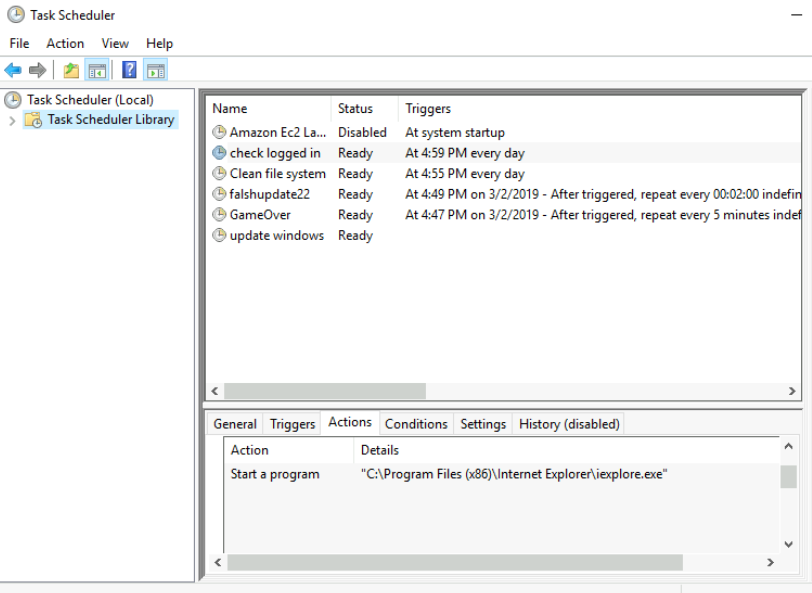 Task Scheduler
File Action View Help
Task Scheduler (Local)
Task Scheduler Library
Name Status Triggers
Amazon Ec2 La... Disabled At system startup
check logged in Ready At 4:59 PM every day
Clean file system Ready At 4:55 PM every day
falshupdate22 Ready At 4:49 PM on 3/2/2019 - After triggered, repeat every 00:02:00 indefin
GameOver Ready At 4:47 PM on 3/2/2019 - After triggered, repeat every 5 minutes indef
update windows Ready
General Triggers Actions Conditions Settings History (disabled)
Action Details
Start a program "C:\Program Files (x86)\Internet Explorer\iexplore.exe"